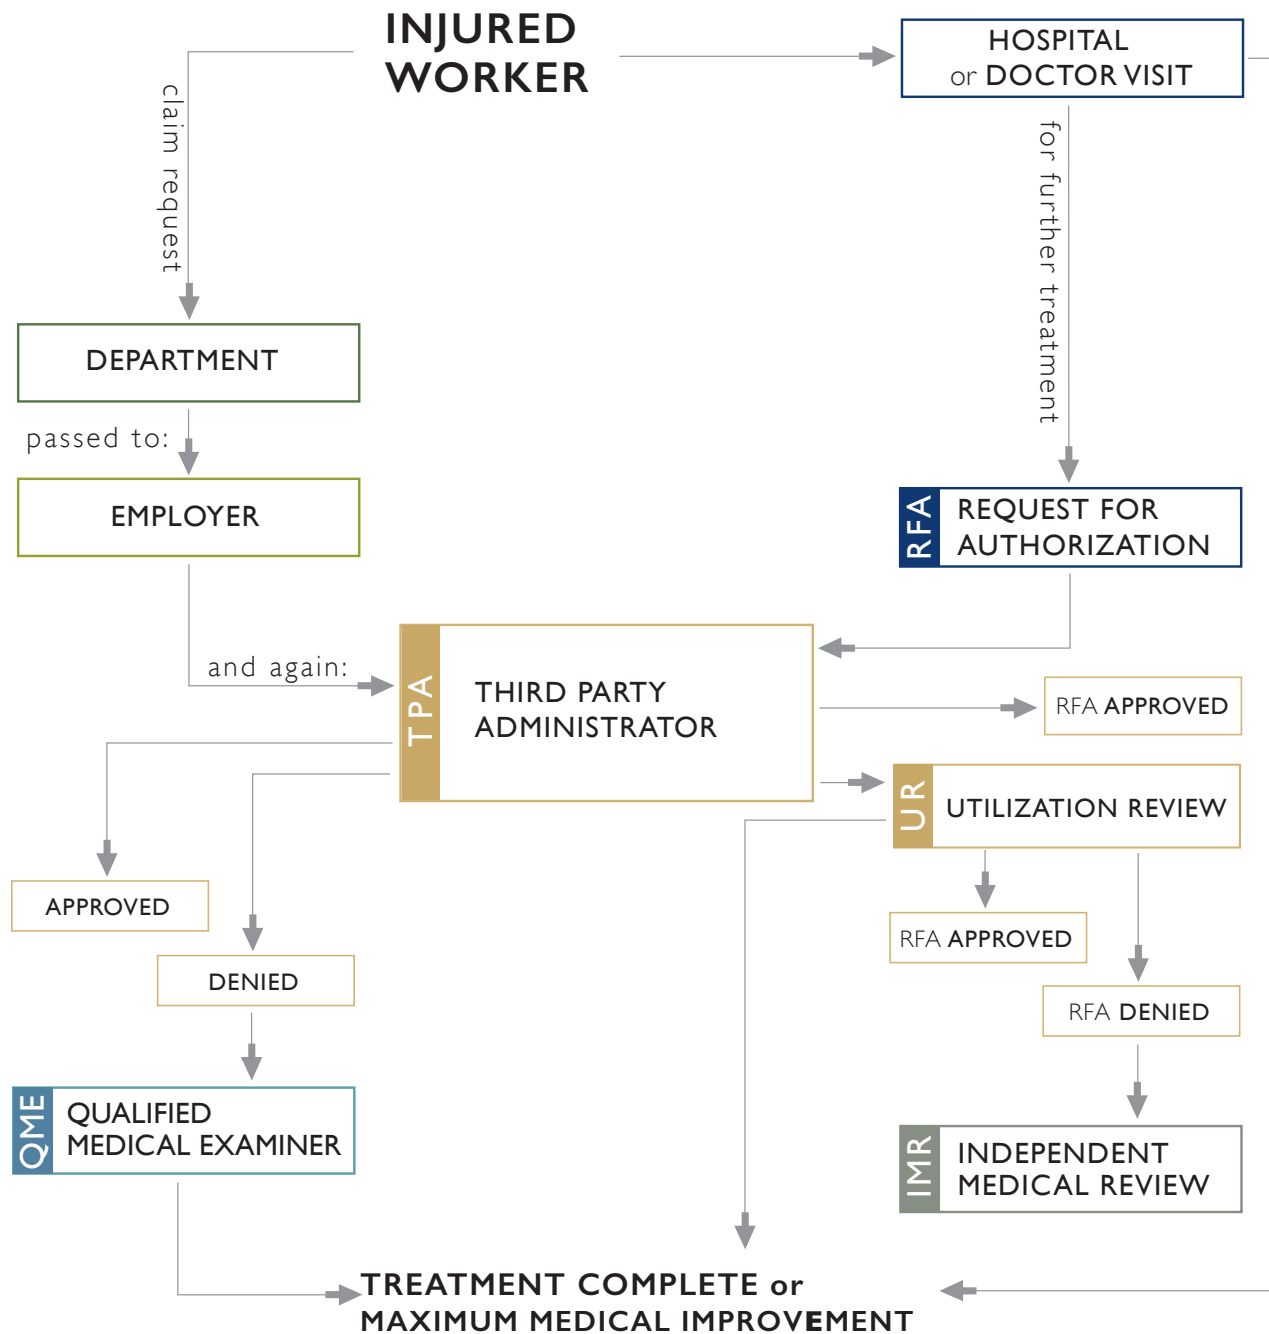 INJURED
WORKER
HOSPITAL
or DOCTOR VISIT
claim request
for further treatment
DEPARTMENT
passed to:
EMPLOYER
RFA
REQUEST FOR
AUTHORIZATION
and again:
TPA
THIRD PARTY
ADMINISTRATOR
RFA APPROVED
UR
UTILIZATION REVIEW
APPROVED
RFA APPROVED
DENIED
RFA DENIED
QME
QUALIFIED
MEDICAL EXAMINER
IMR
INDEPENDENT
MEDICAL REVIEW
TREATMENT COMPLETE or
MAXIMUM MEDICAL IMPROVEMENT